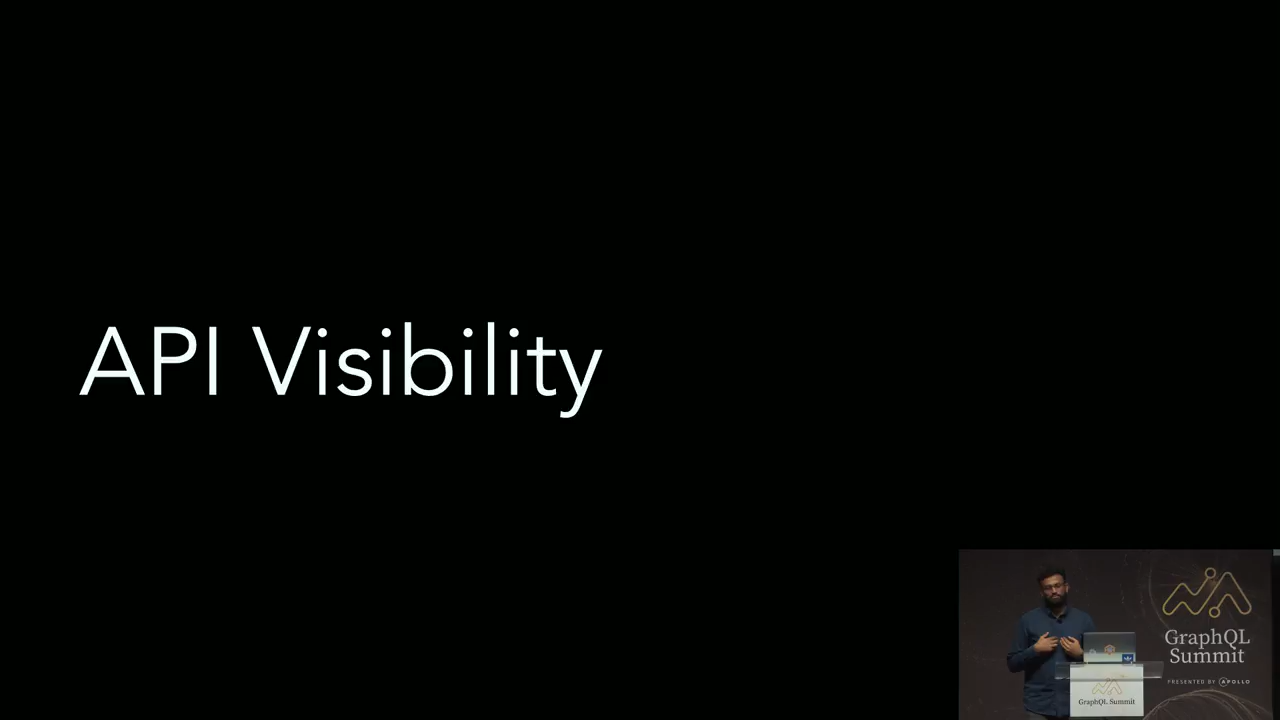 API Visibility
GraphQL
Summit
PRESENTED BY APOLLO
GraphQL Summit